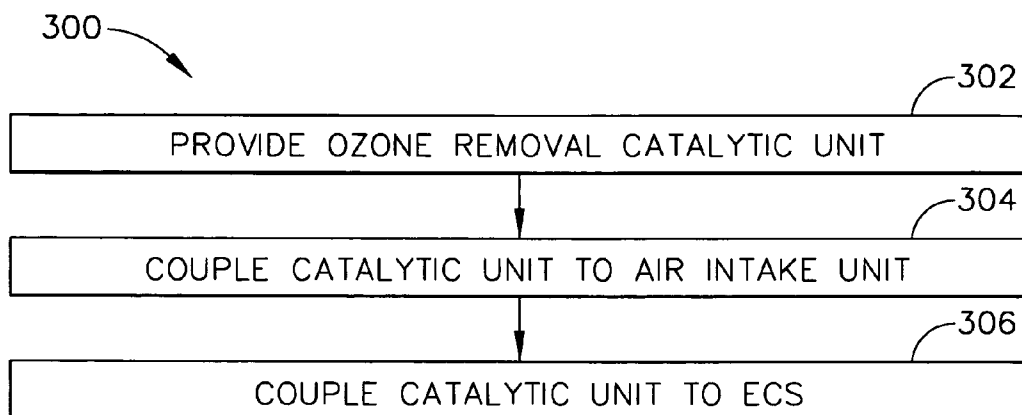 300
302
PROVIDE OZONE REMOVAL CATALYTIC UNIT
304
COUPLE CATALYTIC UNIT TO AIR INTAKE UNIT
306
COUPLE CATALYTIC UNIT TO ECS